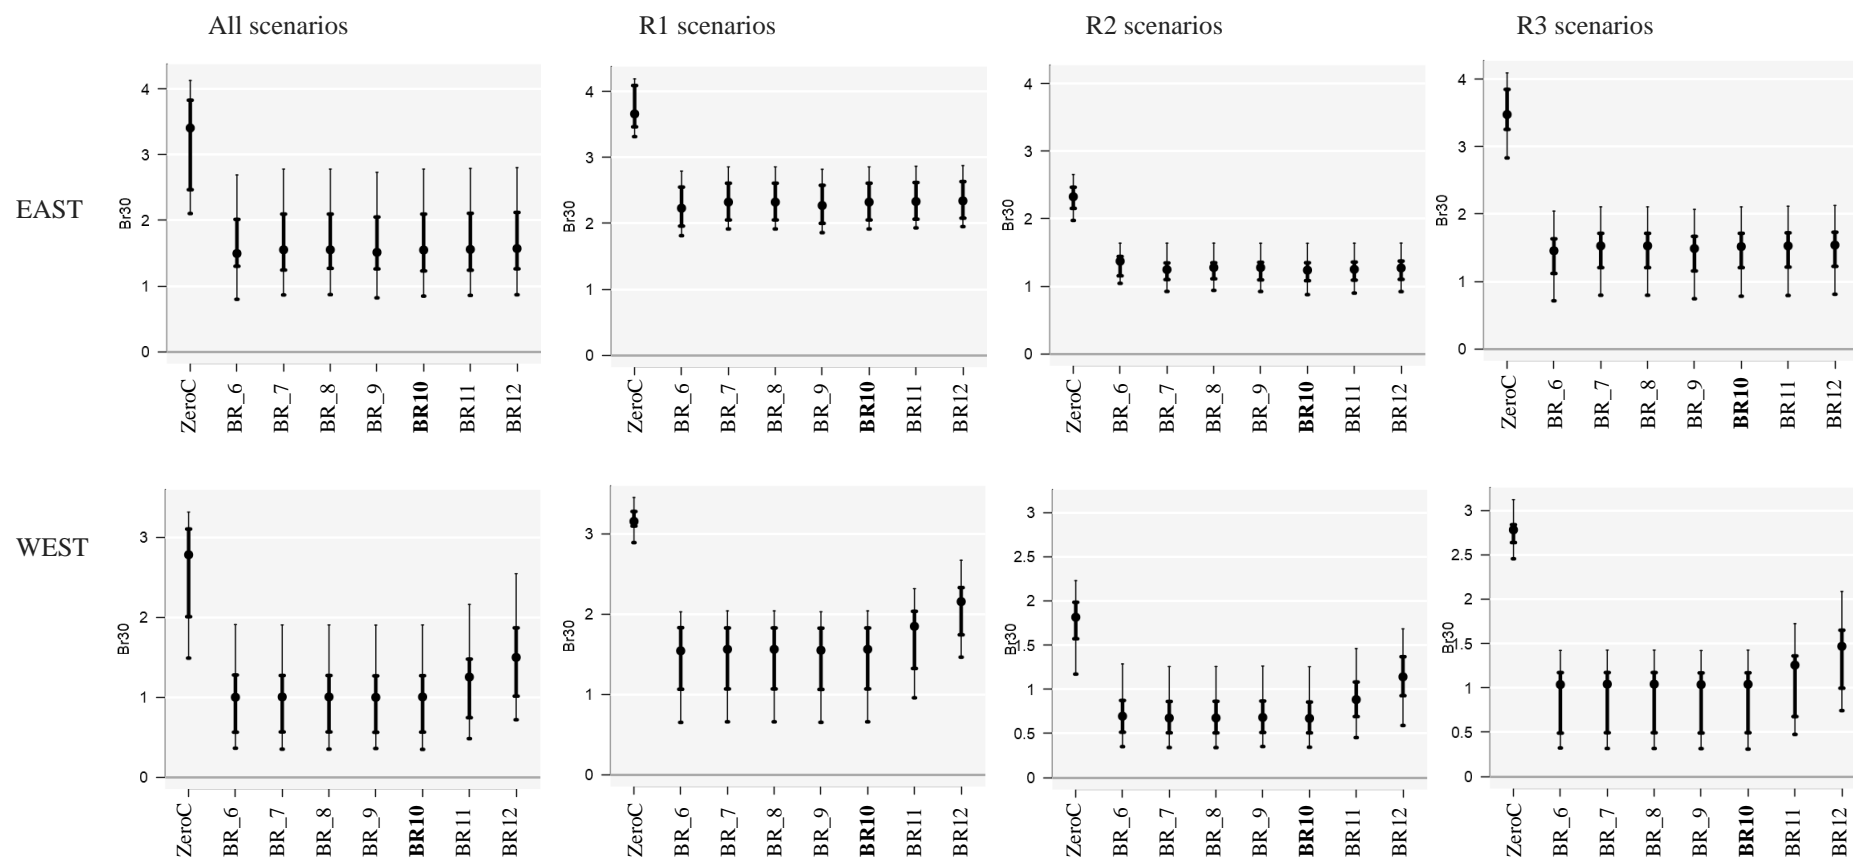 All scenarios
R1 scenarios
R2 scenarios
R3 scenarios
EAST
Br30
4
3
2
1
0
ZeroC
BR_6
BR_7
BR_8
BR_9
BR10
BR11
BR12
Br30
4
3
2
1
0
ZeroC
BR_6
BR_7
BR_8
BR_9
BR10
BR11
BR12
Br30
4
3
2
1
0
ZeroC
BR_6
BR_7
BR_8
BR_9
BR10
BR11
BR12
Br30
4
3
2
1
0
ZeroC
BR_6
BR_7
BR_8
BR_9
BR10
BR11
BR12
WEST
Br30
3
2
1
0
ZeroC
BR_6
BR_7
BR_8
BR_9
BR10
BR11
BR12
Br30
3
2
1
0
ZeroC
BR_6
BR_7
BR_8
BR_9
BR10
BR11
BR12
Br30
3
2.5
2
1.5
1
0.5
0
ZeroC
BR_6
BR_7
BR_8
BR_9
BR10
BR11
BR12
Br30
3
2.5
2
1.5
1
0.5
0
ZeroC
BR_6
BR_7
BR_8
BR_9
BR10
BR11
BR12